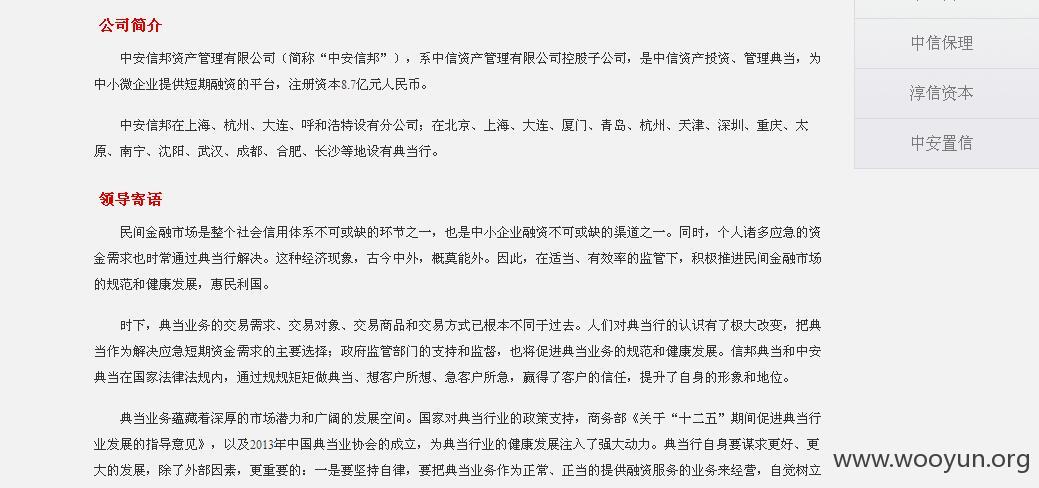 公司简介
中安信邦资产管理有限公司（简称“中安信邦”），系中信资产管理有限公司控股子公司，是中信资产投资、管理典当，为
中小微企业提供短期融资的平台，注册资本8.7亿元人民币。
中安信邦在上海、杭州、大连、呼和浩特设有分公司；在北京、上海、大连、厦门、青岛、杭州、天津、深圳、重庆、太
原、南宁、沈阳、武汉、成都、合肥、长沙等地设有典当行。
领导寄语
民间金融市场是整个社会信用体系不可或缺的环节之一，也是中小企业融资不可或缺的渠道之一。同时，个人诸多应急的资
金需求也时常通过典当行解决。这种经济现象，古今中外，概莫能外。因此，在适当、有效率的监管下，积极推进民间金融市场
的规范和健康发展，惠民利国。
时下，典当业务的交易需求、交易对象、交易商品和交易方式已根本不同于过去。人们对典当行的认识有了极大改变，把典
当作为解决应急短期资金需求的主要选择；政府监管部门的支持和监督，也将促进典当业务的规范和健康发展。信邦典当和中安
典当在国家法律法规内，通过规规矩矩做典当、想客户所想、急客户所急，赢得了客户的信任，提升了自身的形象和地位。
典当业务蕴藏着深厚的市场潜力和广阔的发展空间。国家对典当行业的政策支持，商务部《关于“十二五”期间促进典当行
业发展的指导意见》，以及2013年中国典当业协会的成立，为典当行业的健康发展注入了强大动力。典当行自身要谋求更好、更
大的发展，除了外部因素，更重要的：一是要坚持自律，要把典当业务作为正常、正当的提供融资服务的业务来经营，自觉树立
中信保理
淳信资本
中安置信
www.wooyun.org